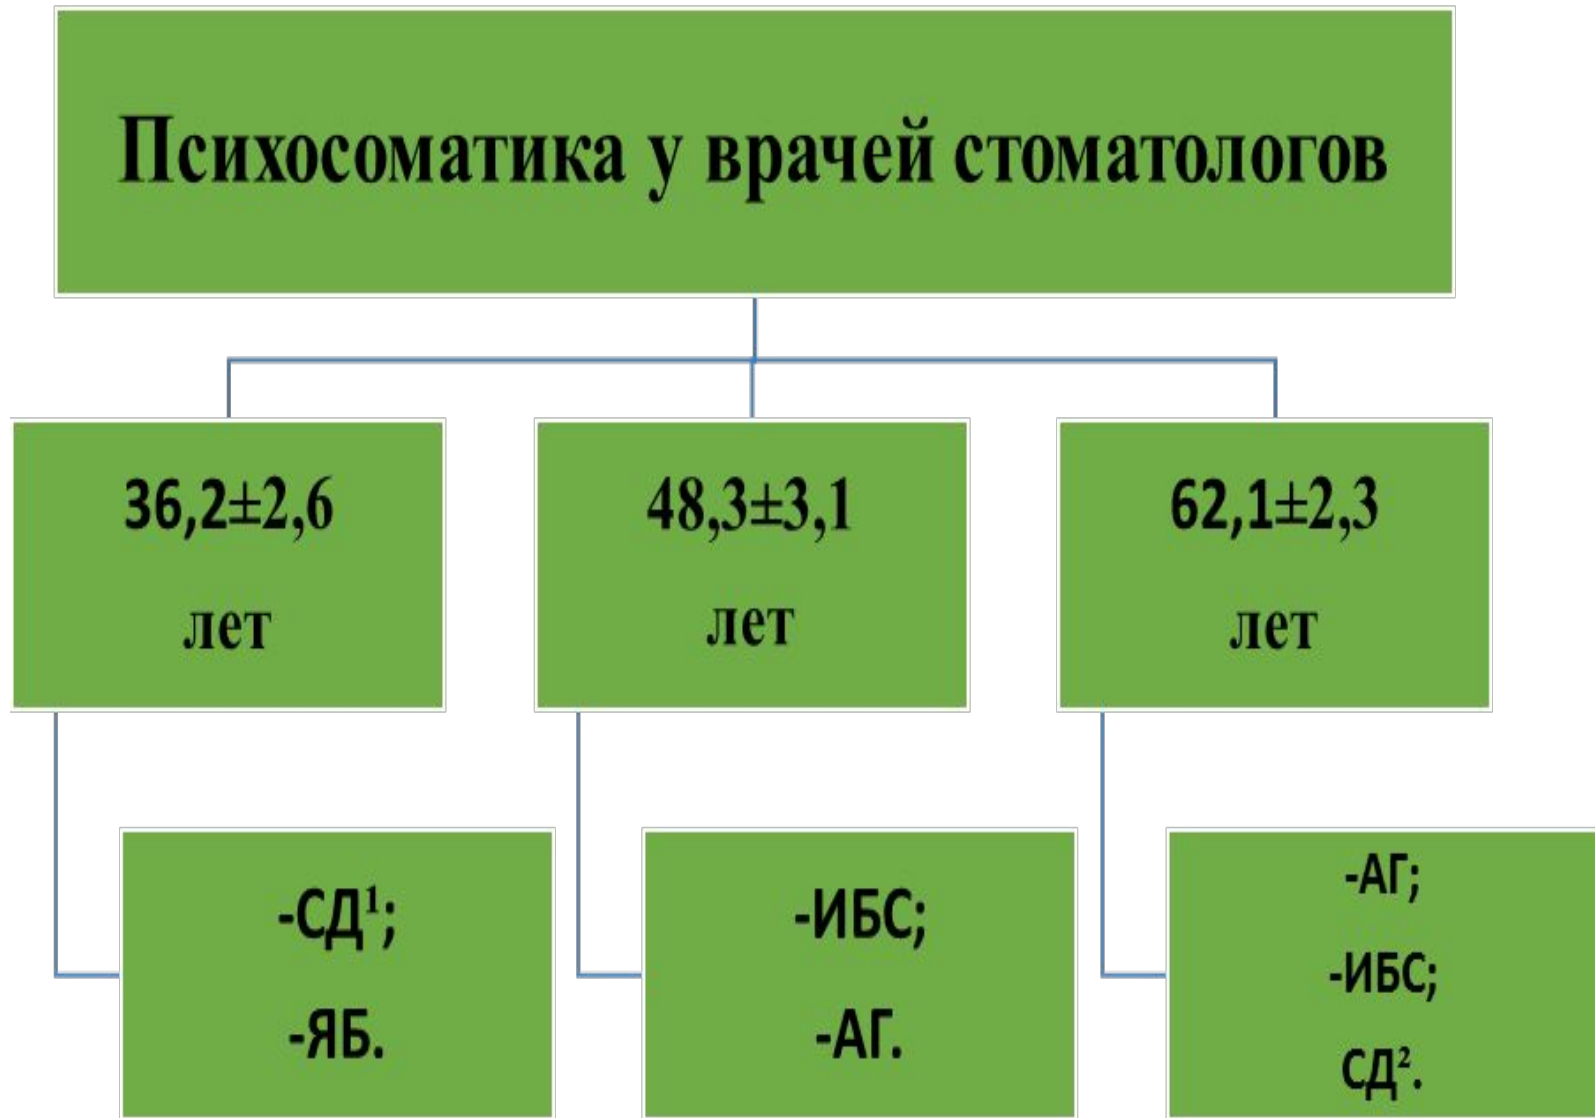 Психосоматика у врачей стоматологов
36,2±2,6
лет
48,3±3,1
лет
62,1±2,3
лет
-СД¹;
-ЯБ.
-ИБС;
-АГ.
-АГ;
-ИБС;
СД².